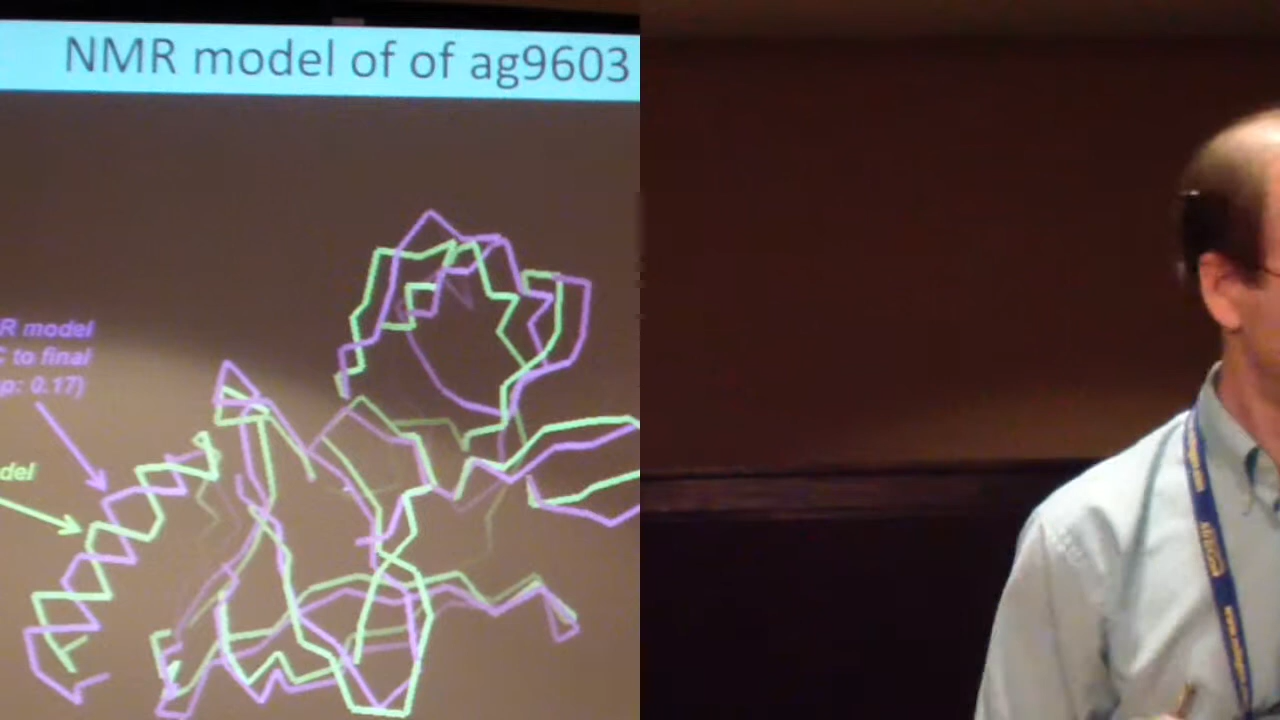 NMR model of of ag9603
R model
C to final
p: 0.17)
del